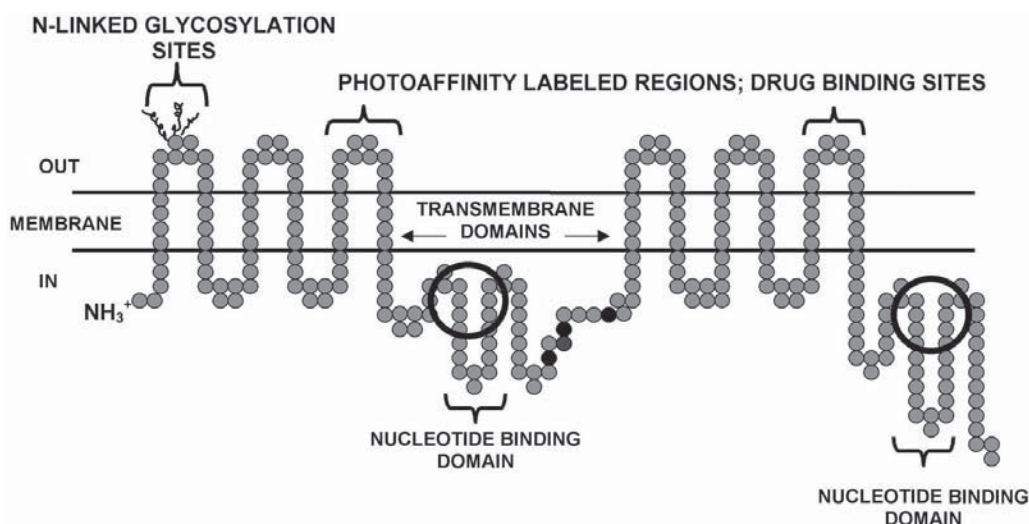 N-LINKED GLYCOSYLATION
SITES
PHOTOAFFINITY LABELED REGIONS; DRUG BINDING SITES
OUT
MEMBRANE
TRANSMEMBRANE
DOMAINS
IN
NH₃⁺
NUCLEOTIDE BINDING
DOMAIN
NUCLEOTIDE BINDING
DOMAIN